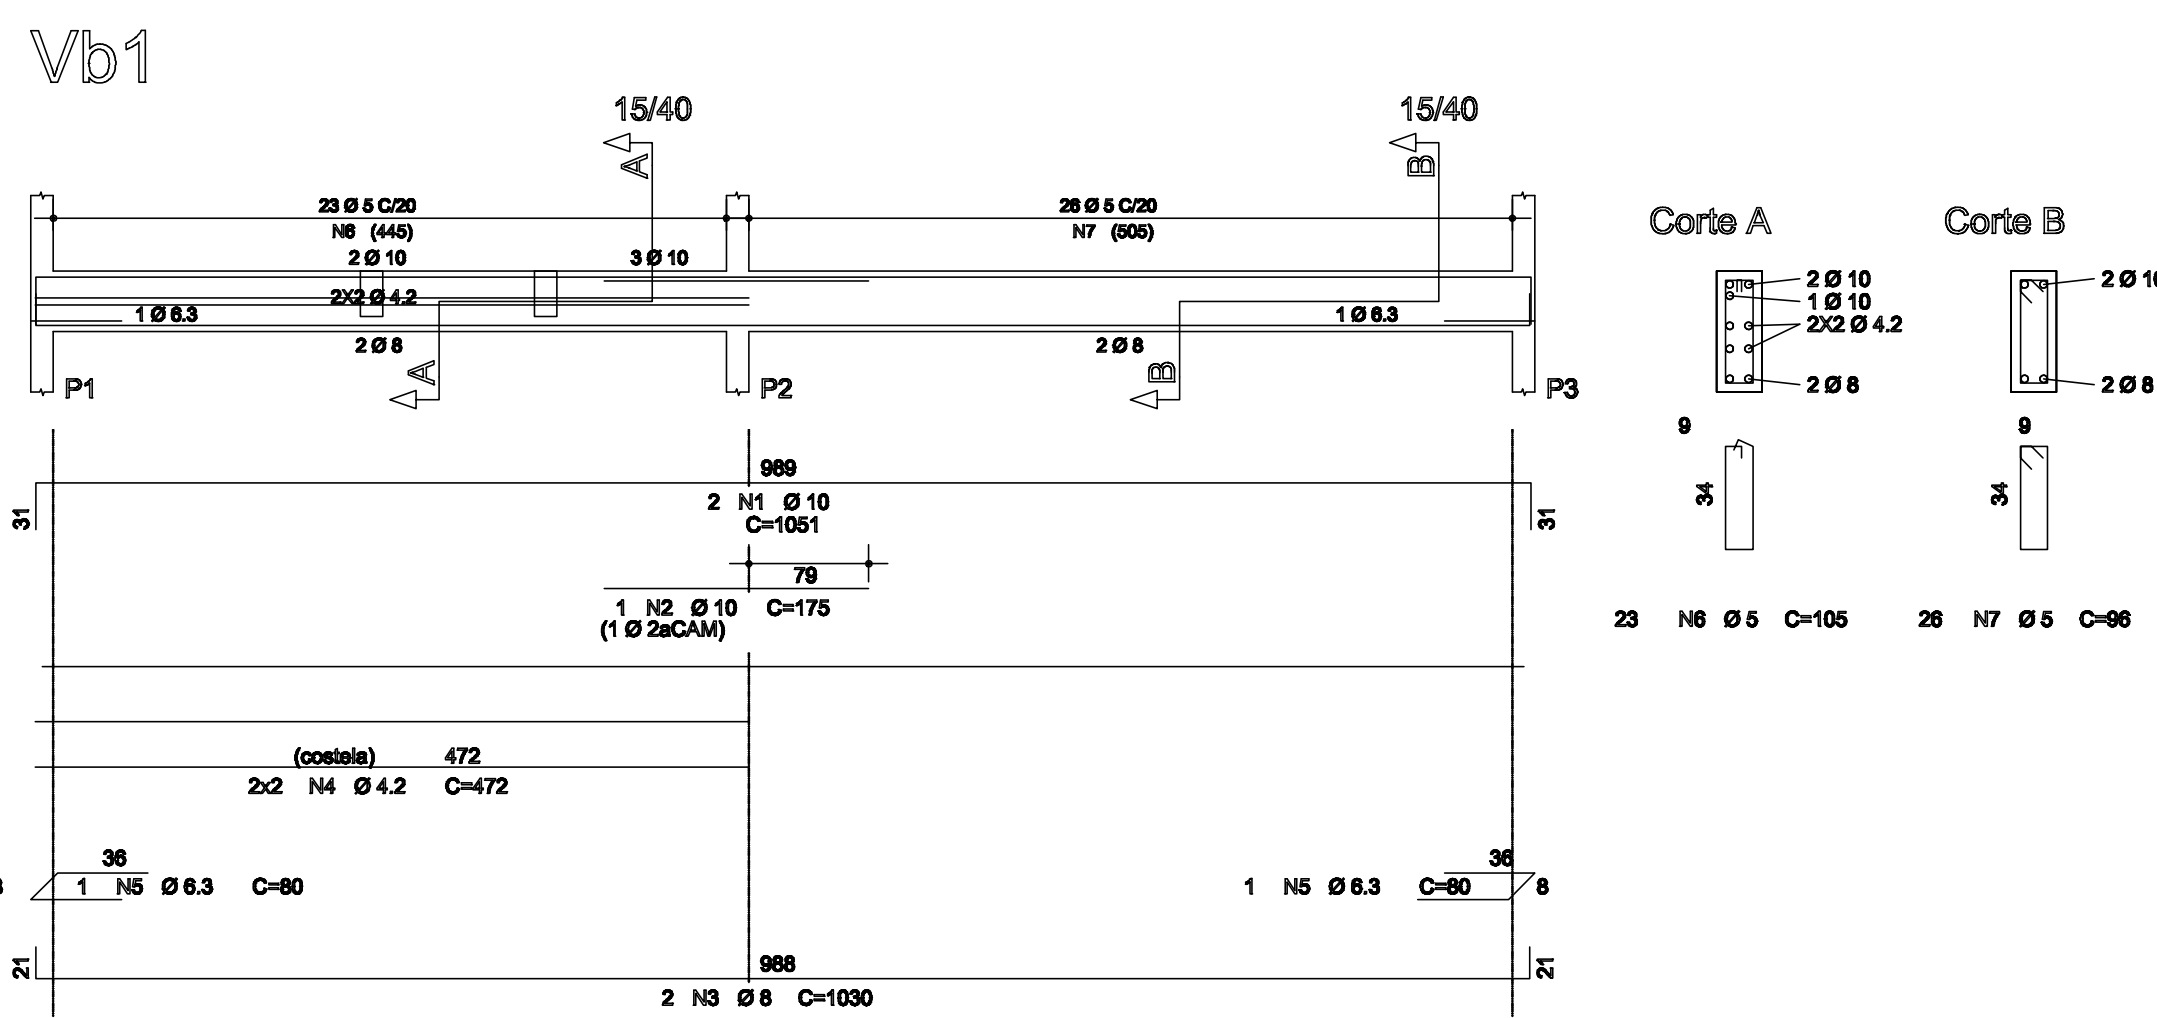 Vb1
15/40
15/40
A
B
23 Ø 5 C/20
26 Ø 5 C/20
N6 (445)
N7 (505)
Corte A
Corte B
2 Ø 10
3 Ø 10
2X2 Ø 4.2
1 Ø 6.3
1 Ø 6.3
2 Ø 8
2 Ø 8
A
B
P1
P2
P3
2 Ø 10
1 Ø 10
2X2 Ø 4.2
2 Ø 8
2 Ø 10
2 Ø 8
9
34
9
34
23 N6 Ø 5 C=105
26 N7 Ø 5 C=96
989
31
2 N1 Ø 10
C=1051
31
79
1 N2 Ø 10 C=175
(1 Ø 2aCAM)
(costela) 472
2x2 N4 Ø 4.2 C=472
36
1 N5 Ø 6.3 C=80
36
1 N5 Ø 6.3 C=80
8
21
988
21
2 N3 Ø 8 C=1030